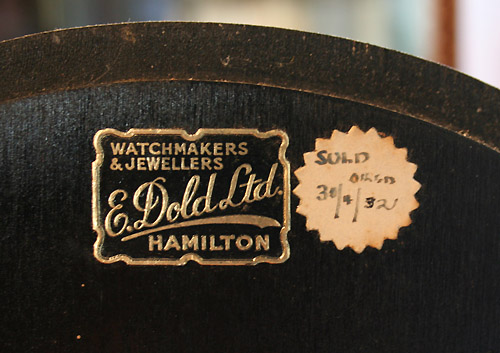 WATCHMAKERS
& JEWELLERS
E. Dold Ltd.
HAMILTON
SOLD
30/4/32